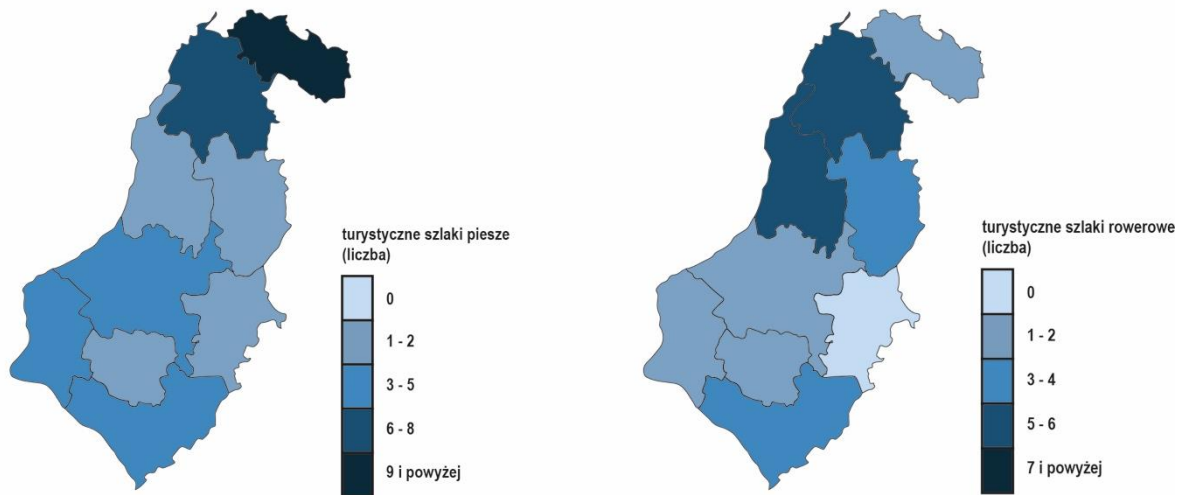 turystyczne szlaki piesze
(liczba)
0
1 - 2
3 - 5
6 - 8
9 i powyżej
turystyczne szlaki rowerowe
(liczba)
0
1 - 2
3 - 4
5 - 6
7 i powyżej